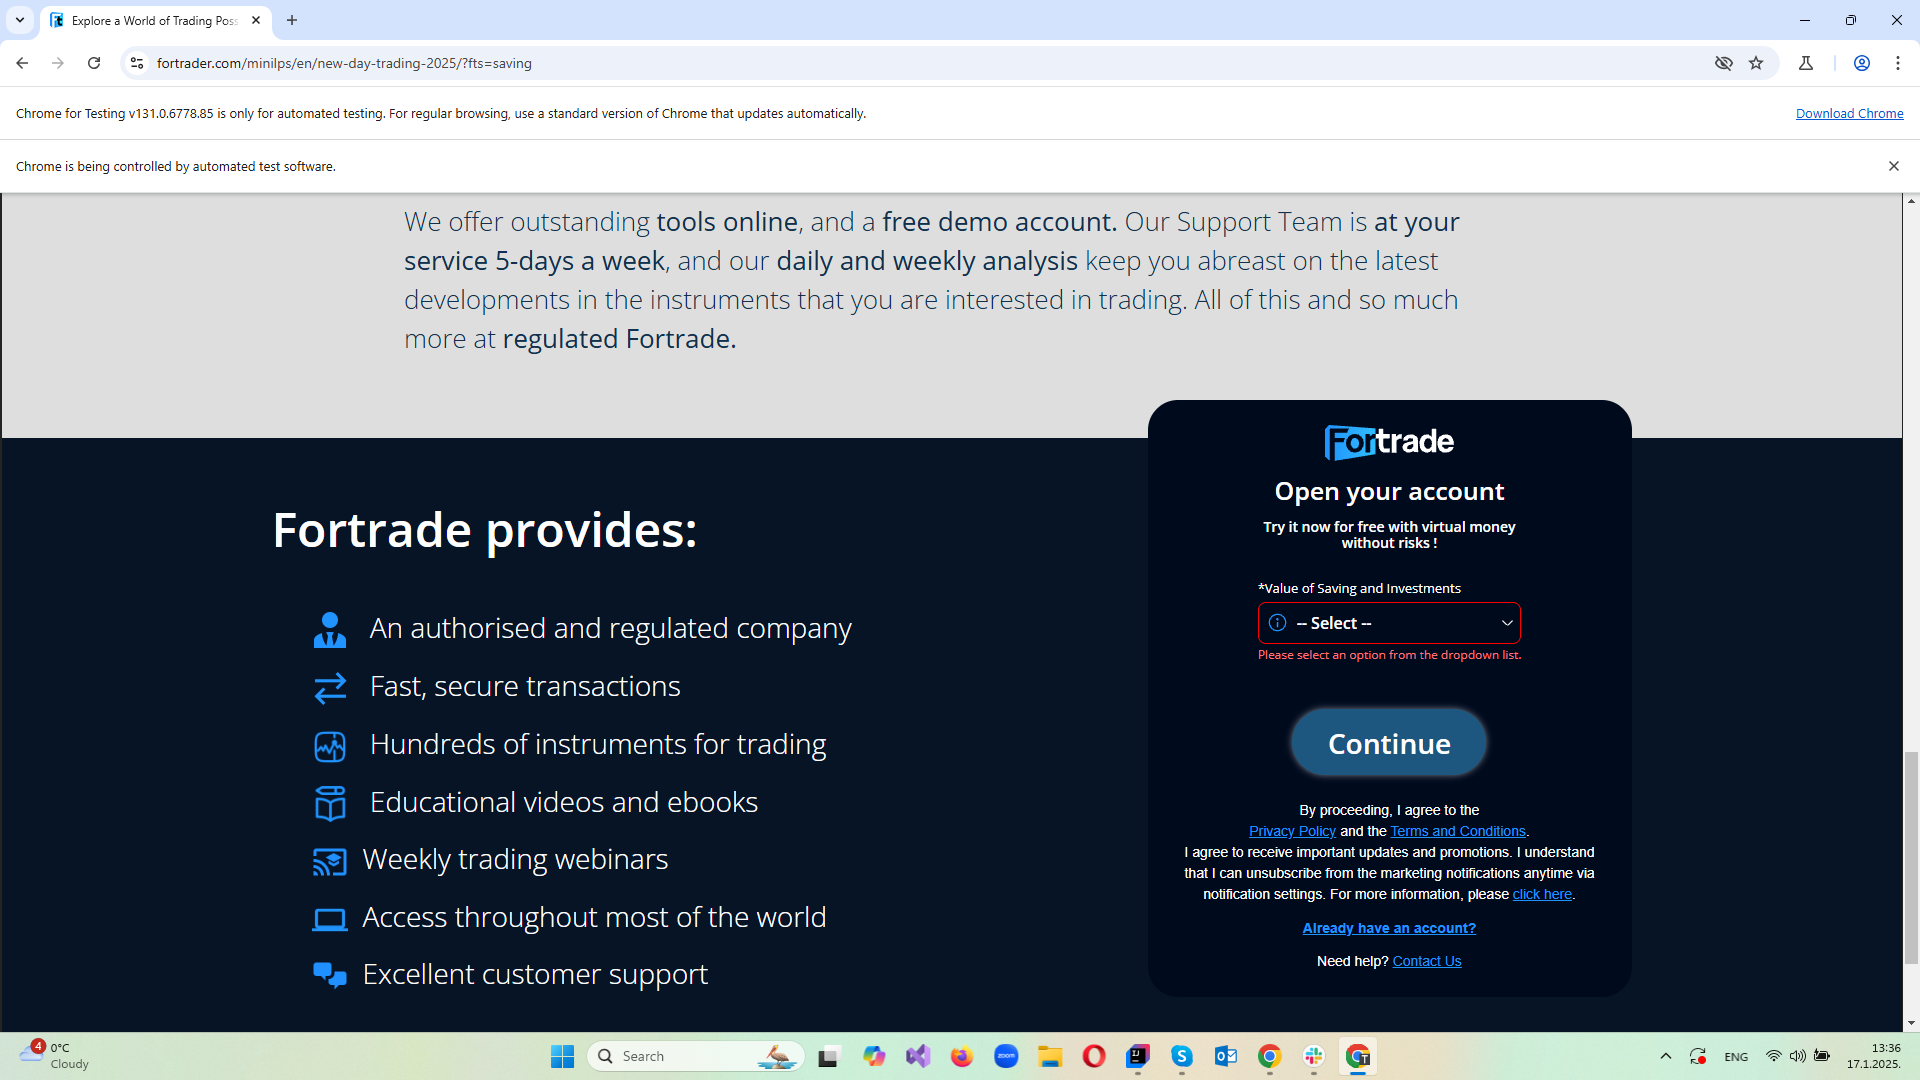 Explore a World of Trading Poss
fortrader.com/minilps/en/new-day-trading-2025/?fts=saving
Chrome for Testing v131.0.6778.85 is only for automated testing. For regular browsing, use a standard version of Chrome that updates automatically.
Download Chrome
Chrome is being controlled by automated test software.
We offer outstanding tools online, and a free demo account. Our Support Team is at your
service 5-days a week, and our daily and weekly analysis keep you abreast on the latest
developments in the instruments that you are interested in trading. All of this and so much
more at regulated Fortrade.
Fortrade provides:
An authorised and regulated company
Fast, secure transactions
Hundreds of instruments for trading
Educational videos and ebooks
Weekly trading webinars
Access throughout most of the world
Excellent customer support
Fortrade
Open your account
Try it now for free with virtual money
without risks !
*Value of Saving and Investments
-- Select --
Please select an option from the dropdown list.
Continue
By proceeding, I agree to the
Privacy Policy and the Terms and Conditions.
I agree to receive important updates and promotions. I understand
that I can unsubscribe from the marketing notifications anytime via
notification settings. For more information, please click here.
Already have an account?
Need help? Contact Us
4
0°C
Cloudy
Search
zoom
ENG
13:36
17.1.2025.